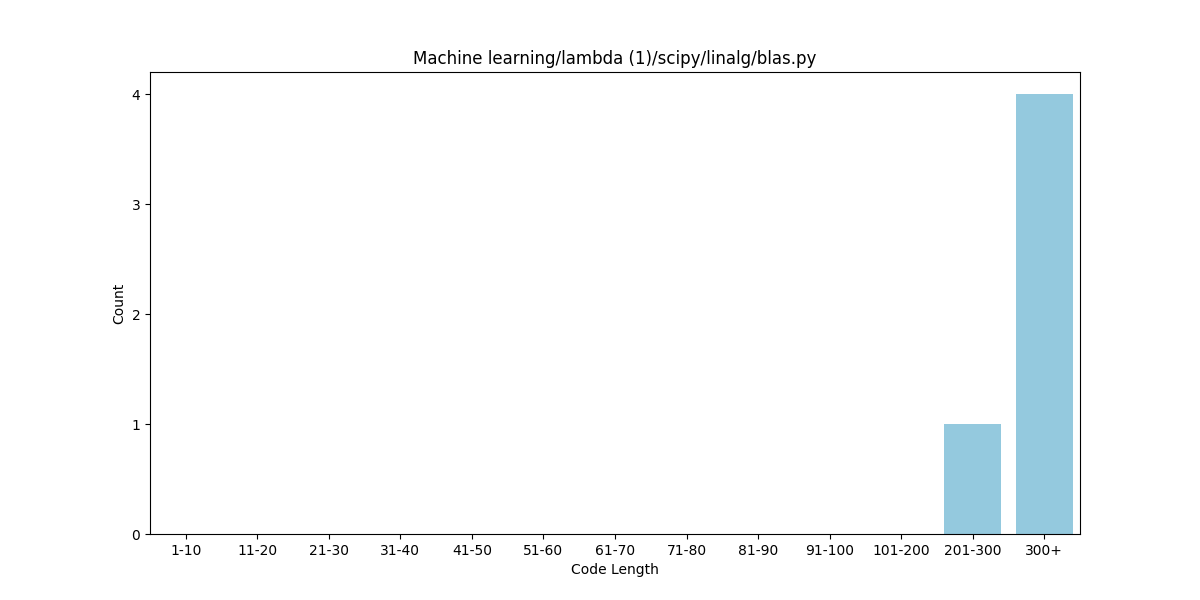 Machine learning/lambda (1)/scipy/linalg/blas.py
4
3
2
1
0
Count
1-10 11-20 21-30 31-40 41-50 51-60 61-70 71-80 81-90 91-100 101-200 201-300 300+
Code Length